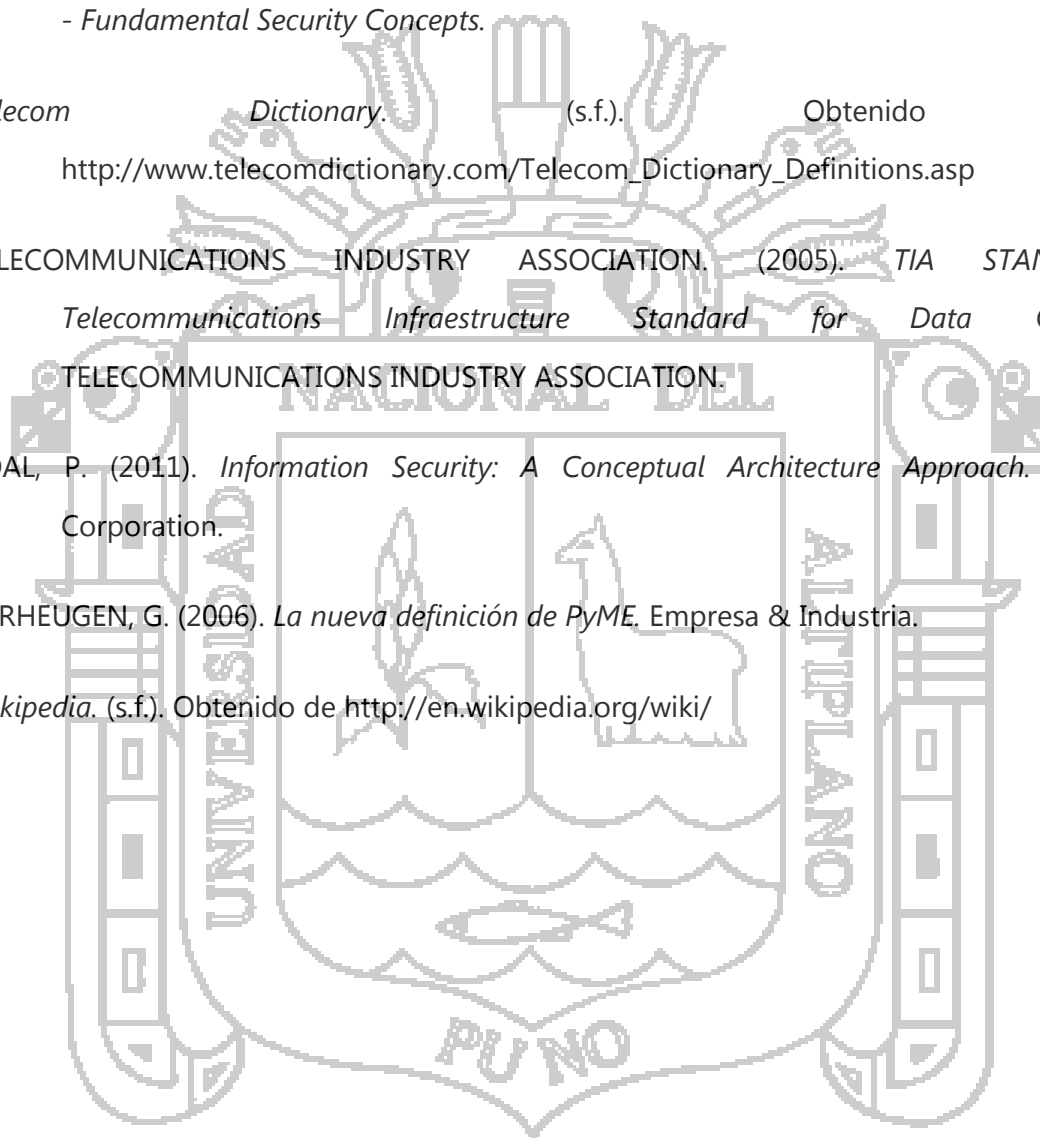 - Fundamental Security Concepts.
lecom Dictionary. (s.f.). Obtenido
http://www.telecomdictionary.com/Telecom_Dictionary_Definitions.asp
LECOMMUNICATIONS INDUSTRY ASSOCIATION. (2005). TIA STAN
Telecommunications Infraestructure Standard for Data
TELECOMMUNICATIONS INDUSTRY ASSOCIATION.
NACIONAL DEL
DAL, P. (2011). Information Security: A Conceptual Architecture Approach.
Corporation.
UNIVERSIDAD
ALTIPLANO
RHEUGEN, G. (2006). La nueva definición de PyME. Empresa & Industria.
kipedia. (s.f.). Obtenido de http://en.wikipedia.org/wiki/
PUNO